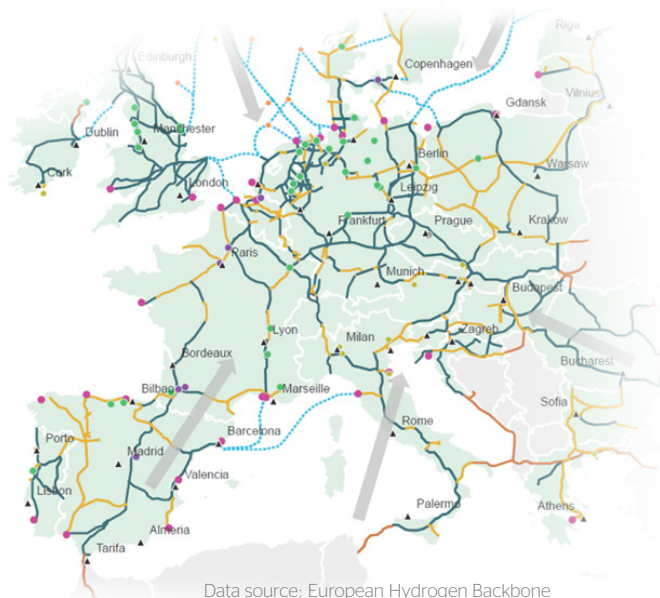 Riga
Edinburgh
Copenhagen
Vilnius
Gdansk
Dublin
Manchester
Berlin
Warsaw
Cork
London
Leipzig
Frankfurt
Prague
Krakow
Paris
Munich
Budapest
Lyon
Milan
Zagreb
Bordeaux
Bucharest
Bilbao
Marseille
Sofia
Porto
Barcelona
Rome
Madrid
Valencia
Lisbon
Palermo
Athens
Almeria
Tarifa
Data source: European Hydrogen Backbone